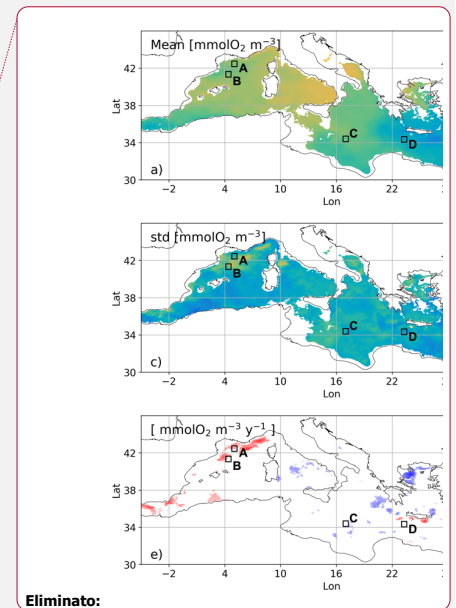 Mean [mmolO₂ m⁻³]
42
38
34
30
Lat
A
B
C
D
a)
−2
4
10
16
22
Lon
std [mmolO₂ m⁻³]
42
38
34
30
Lat
A
B
C
D
c)
−2
4
10
16
22
Lon
[ mmolO₂ m⁻³ y⁻¹ ]
42
38
34
30
Lat
A
B
C
D
e)
−2
4
10
16
22
Lon
Eliminato: